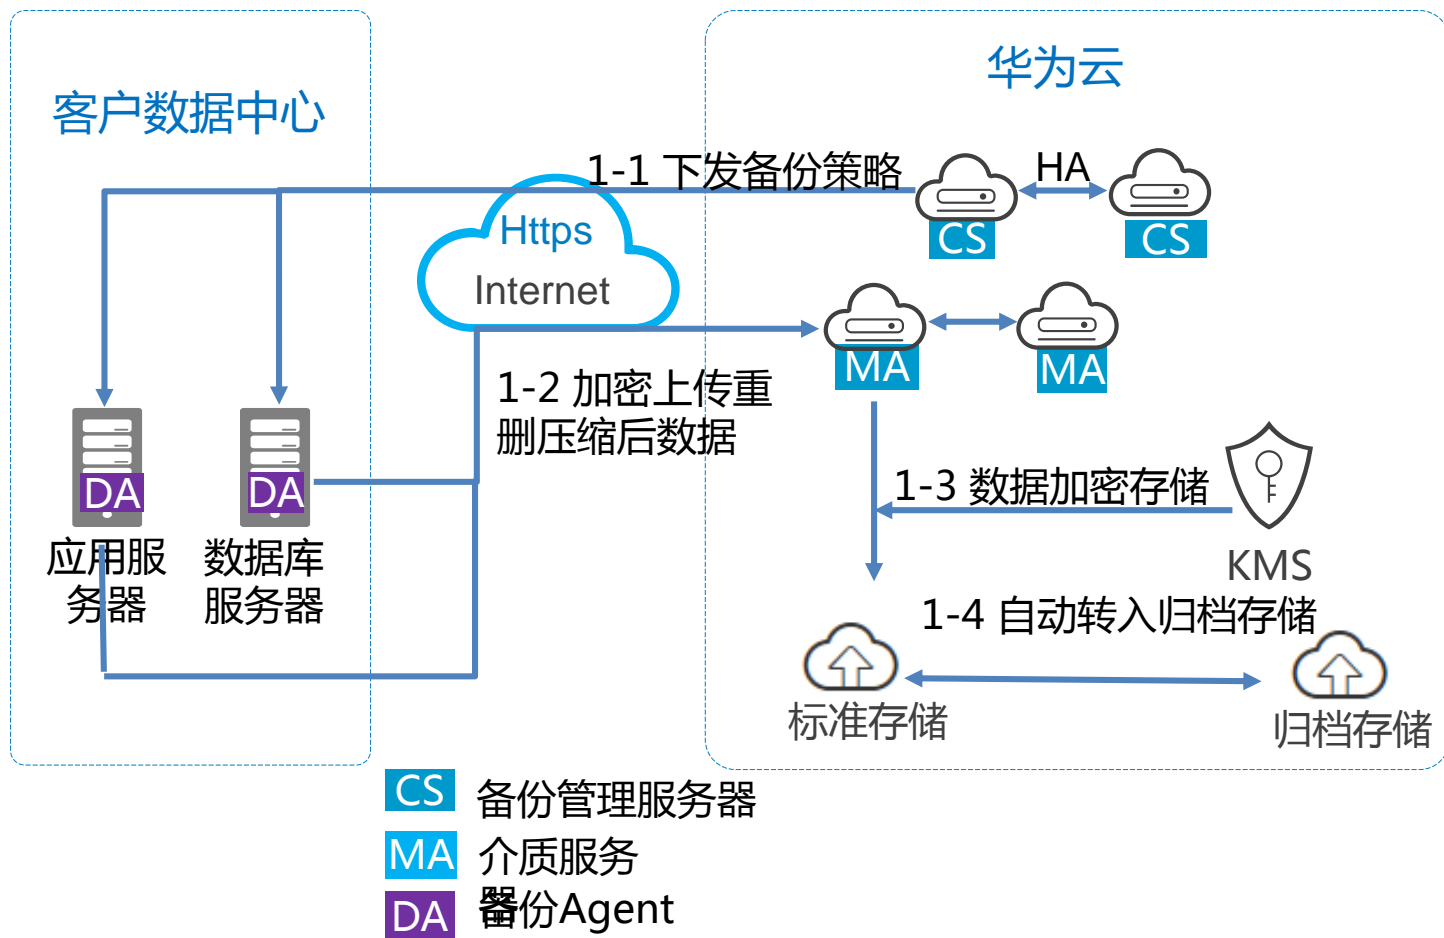 华为云
客户数据中心
1-1 下发备份策略
HA
CS
CS
Https
Internet
MA
MA
1-2 加密上传重
删压缩后数据
1-3 数据加密存储
DA
DA
应用服
务器
数据库
服务器
KMS
1-4 自动转入归档存储
标准存储
归档存储
CS
备份管理服务器
MA
介质服务
器
DA
备份Agent